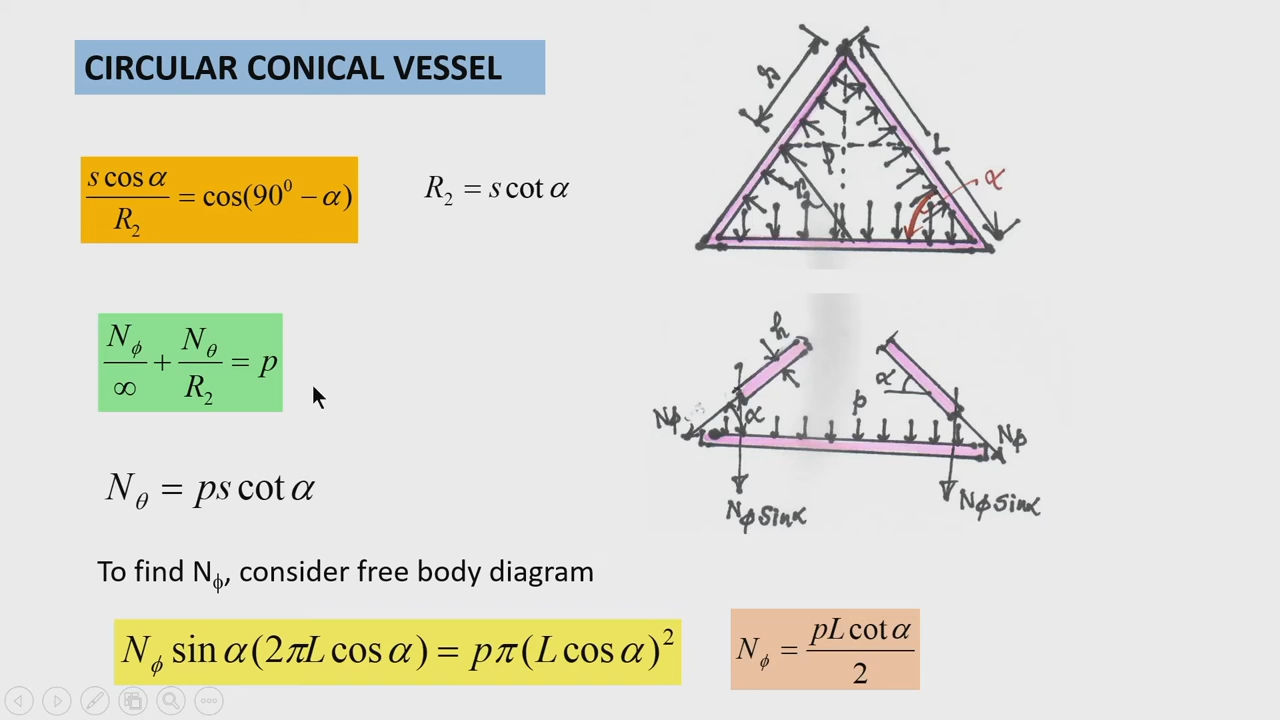 CIRCULAR CONICAL VESSEL
s cos α / R₂ = cos(90⁰ − α)
R₂ = s cot α
N_ϕ / ∞ + N_θ / R₂ = p
N_θ = ps cot α
To find N_ϕ, consider free body diagram
N_ϕ sin α(2πL cos α) = pπ(L cos α)²
N_ϕ = pL cot α / 2
L
α
h
α
p
α
Nϕ
Nϕ sinα
Nϕ sinα